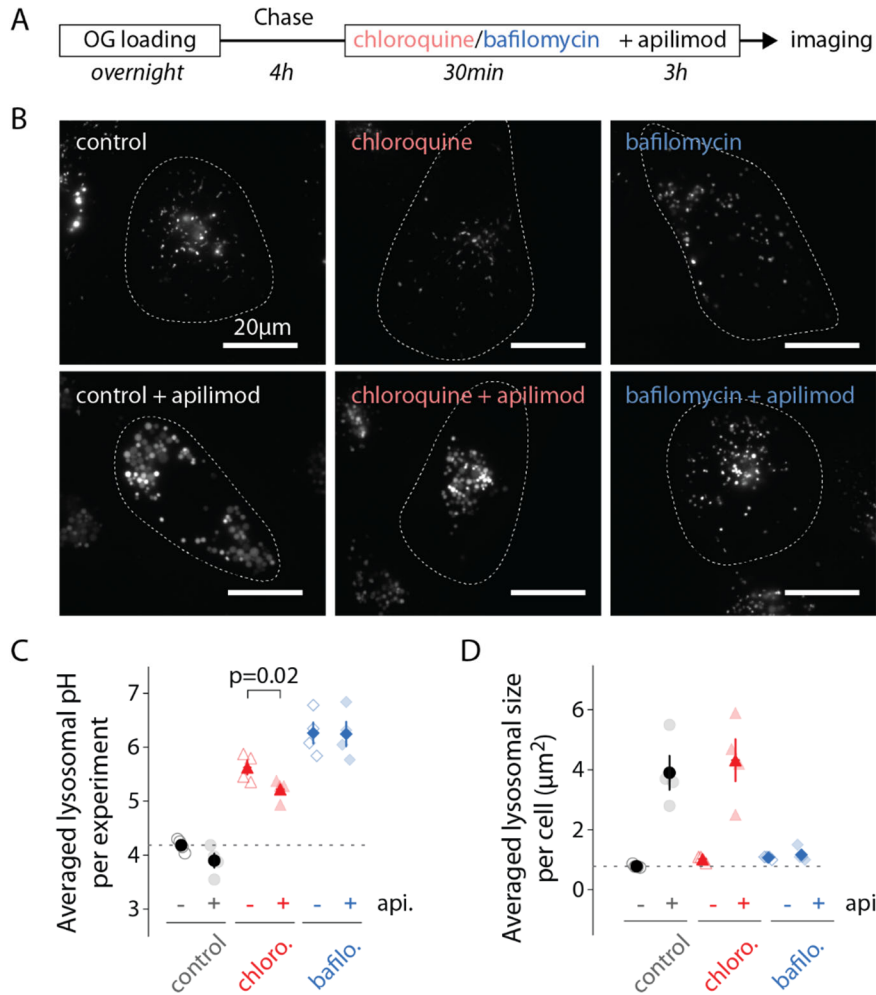 A
OG loading
Chase
chloroquine/bafilomycin + apilimod
imaging
overnight
4h
30min
3h
B
control
chloroquine
bafilomycin
20µm
control + apilimod
chloroquine + apilimod
bafilomycin + apilimod
C
Averaged lysosomal pH
per experiment
7
6
5
4
3
p=0.02
- + - + - + api.
control
chloro.
bafilo.
D
Averaged lysosomal size
per cell (µm²)
6
4
2
0
- + - + - + api
control
chloro.
bafilo.